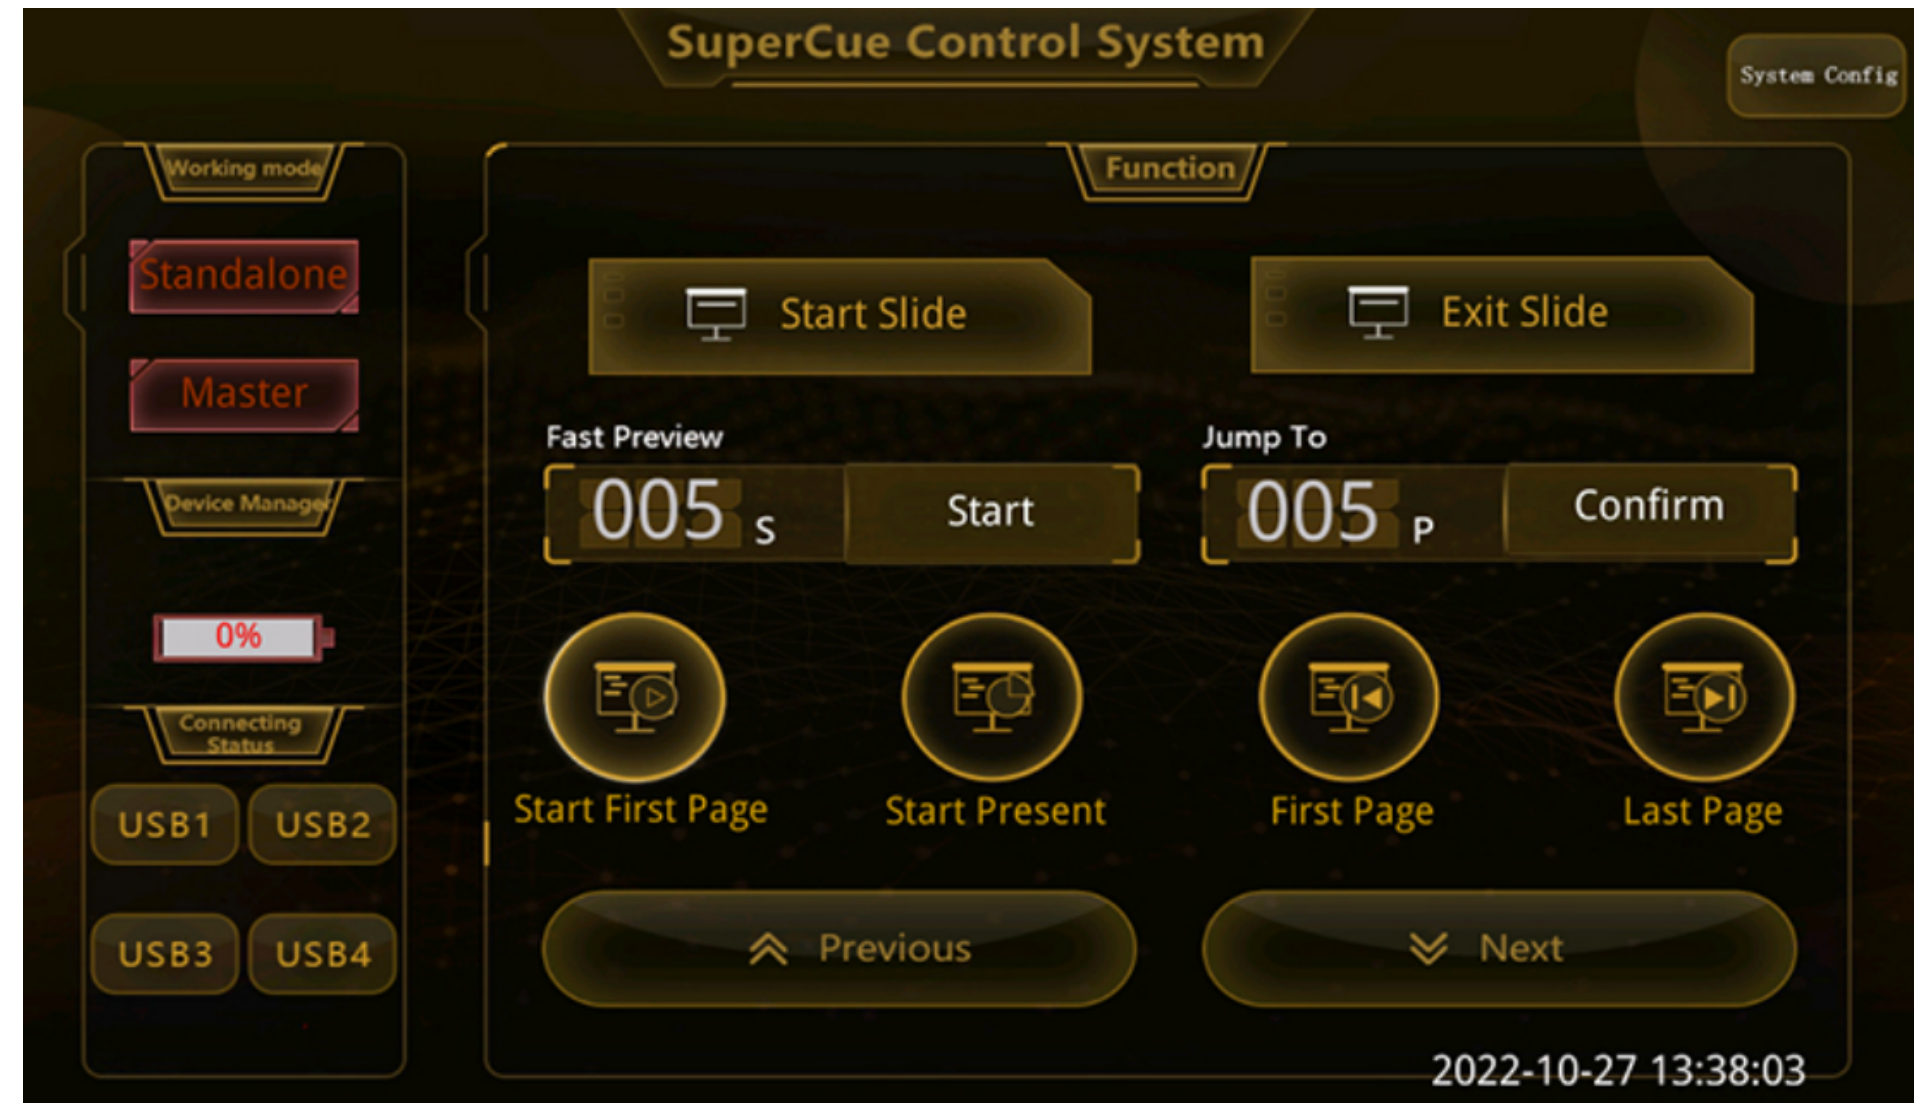 SuperCue Control System
System Config
Working mode
Standalone
Master
Device Manager
0%
Connecting
Status
USB1
USB2
USB3
USB4
Function
Start Slide
Exit Slide
Fast Preview
005 S
Start
Jump To
005 P
Confirm
Start First Page
Start Present
First Page
Last Page
Previous
Next
2022-10-27 13:38:03